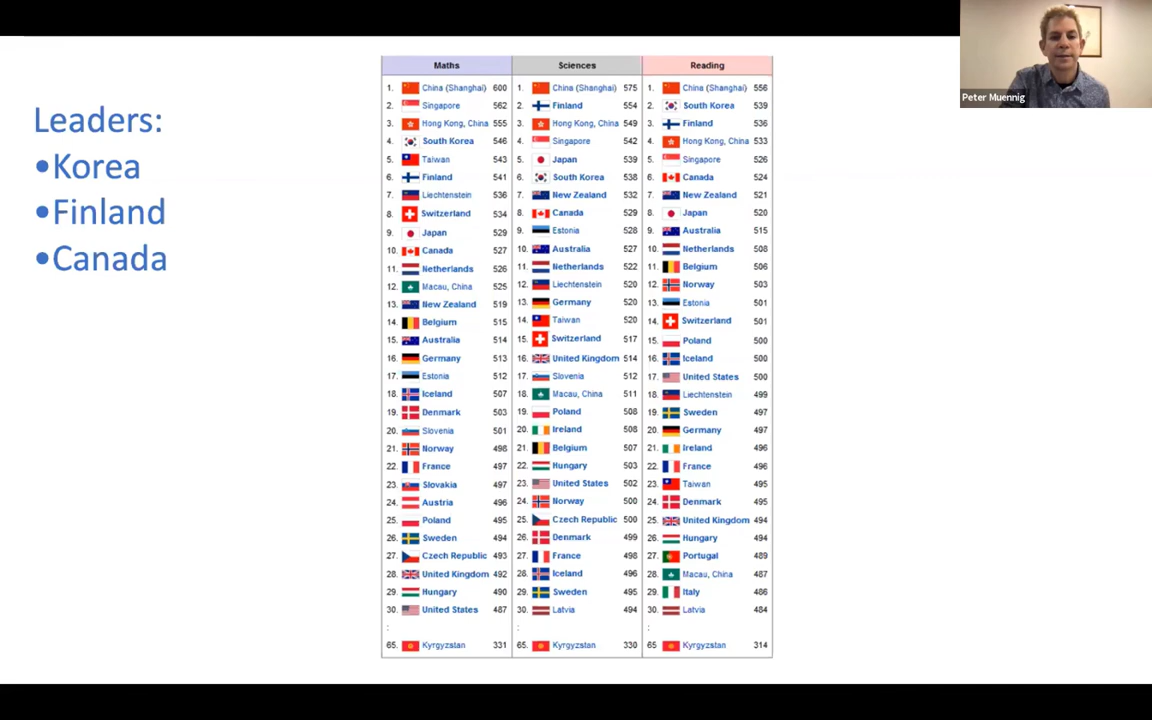 Leaders:
•Korea
•Finland
•Canada
Maths Sciences Reading
1. China (Shanghai) 600 1. China (Shanghai) 575 1. China (Shanghai) 556
2. Singapore 562 2. Finland 554 2. South Korea 539
3. Hong Kong, China 555 3. Hong Kong, China 549 3. Finland 536
4. South Korea 546 4. Singapore 542 4. Hong Kong, China 533
5. Taiwan 543 5. Japan 539 5. Singapore 526
6. Finland 541 6. South Korea 538 6. Canada 524
7. Liechtenstein 536 7. New Zealand 532 7. New Zealand 521
8. Switzerland 534 8. Canada 529 8. Japan 520
9. Japan 529 9. Estonia 528 9. Australia 515
10. Canada 527 10. Australia 527 10. Netherlands 508
11. Netherlands 526 11. Netherlands 522 11. Belgium 506
12. Macau, China 525 12. Liechtenstein 520 12. Norway 503
13. New Zealand 519 13. Germany 520 13. Estonia 501
14. Belgium 515 14. Taiwan 520 14. Switzerland 501
15. Australia 514 15. Switzerland 517 15. Poland 500
16. Germany 513 16. United Kingdom 514 16. Iceland 500
17. Estonia 512 17. Slovenia 512 17. United States 500
18. Iceland 507 18. Macau, China 511 18. Liechtenstein 499
19. Denmark 503 19. Poland 508 19. Sweden 497
20. Slovenia 501 20. Ireland 508 20. Germany 497
21. Norway 498 21. Belgium 507 21. Ireland 496
22. France 497 22. Hungary 503 22. France 496
23. Slovakia 497 23. United States 502 23. Taiwan 495
24. Austria 496 24. Norway 500 24. Denmark 495
25. Poland 495 25. Czech Republic 500 25. United Kingdom 494
26. Sweden 494 26. Denmark 499 26. Hungary 494
27. Czech Republic 493 27. France 498 27. Portugal 489
28. United Kingdom 492 28. Iceland 496 28. Macau, China 487
29. Hungary 490 29. Sweden 495 29. Italy 486
30. United States 487 30. Latvia 494 30. Latvia 484
: : :
65. Kyrgyzstan 331 65. Kyrgyzstan 330 65 Kyrgyzstan 314
Peter Muennig